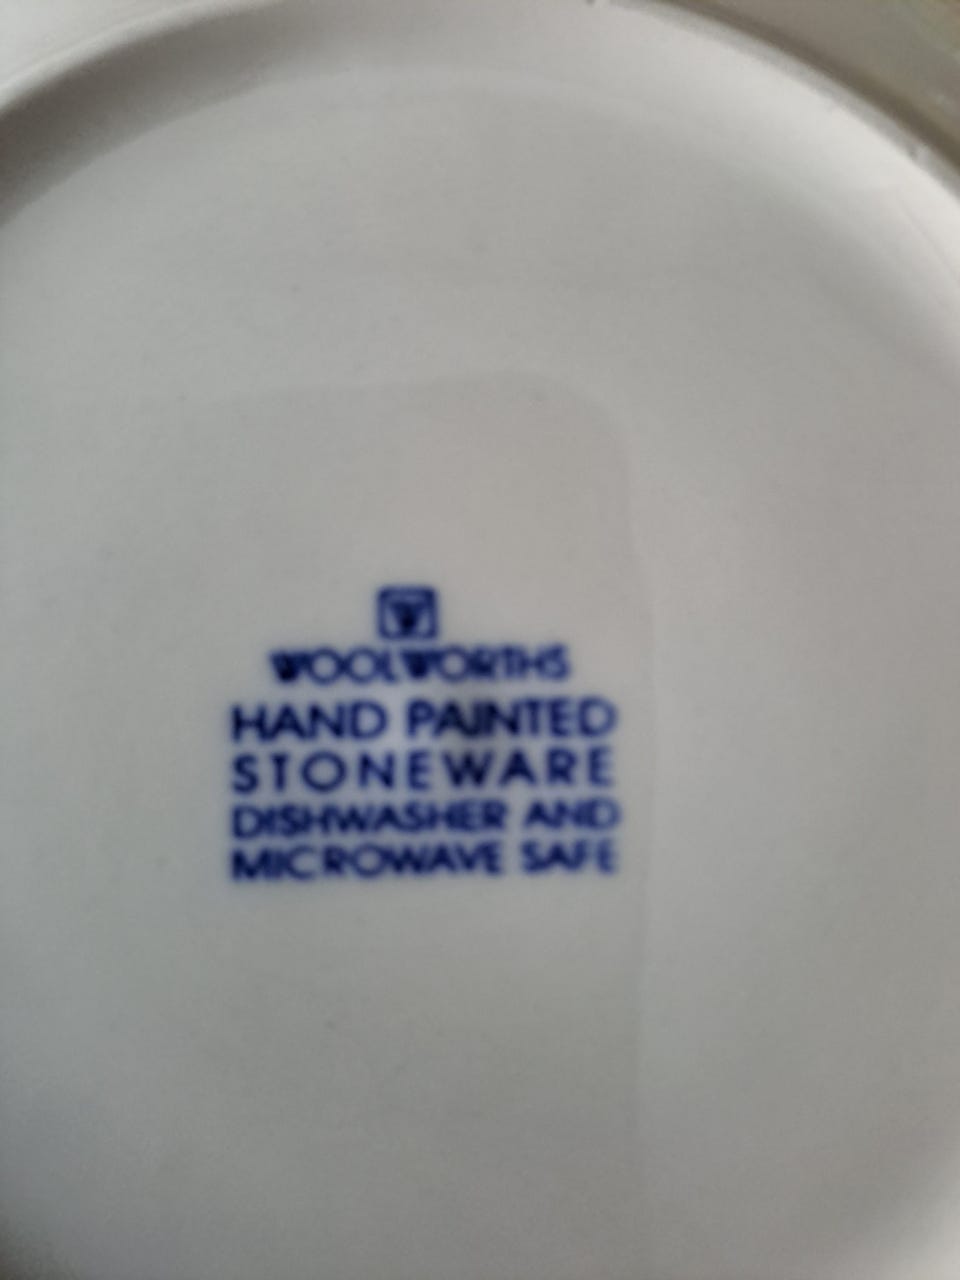 W
WOOLWORTHS
HAND PAINTED
STONEWARE
DISHWASHER AND
MICROWAVE SAFE